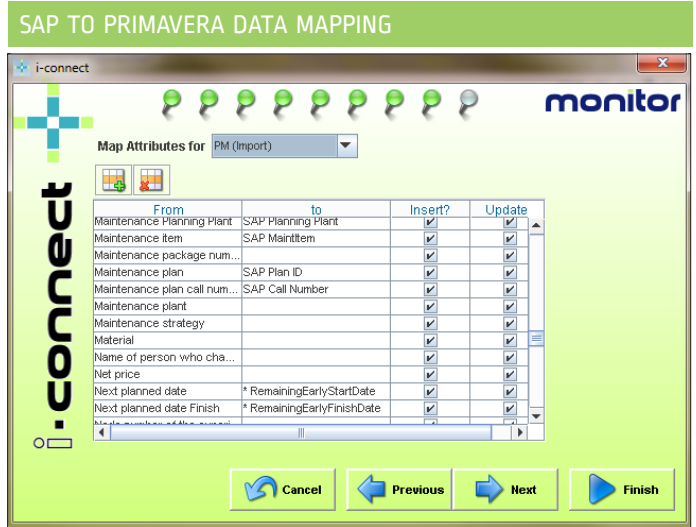 SAP TO PRIMAVERA DATA MAPPING
i-connect
monitor
Map Attributes for PM (Import)
From to Insert? Update
Maintenance Planning Plant SAP Planning Plant
Maintenance item SAP MaintItem
Maintenance package num...
Maintenance plan SAP Plan ID
Maintenance plan call num... SAP Call Number
Maintenance plant
Maintenance strategy
Material
Name of person who cha...
Net price
Next planned date * RemainingEarlyStartDate
Next planned date Finish * RemainingEarlyFinishDate
i-connect
Cancel Previous Next Finish